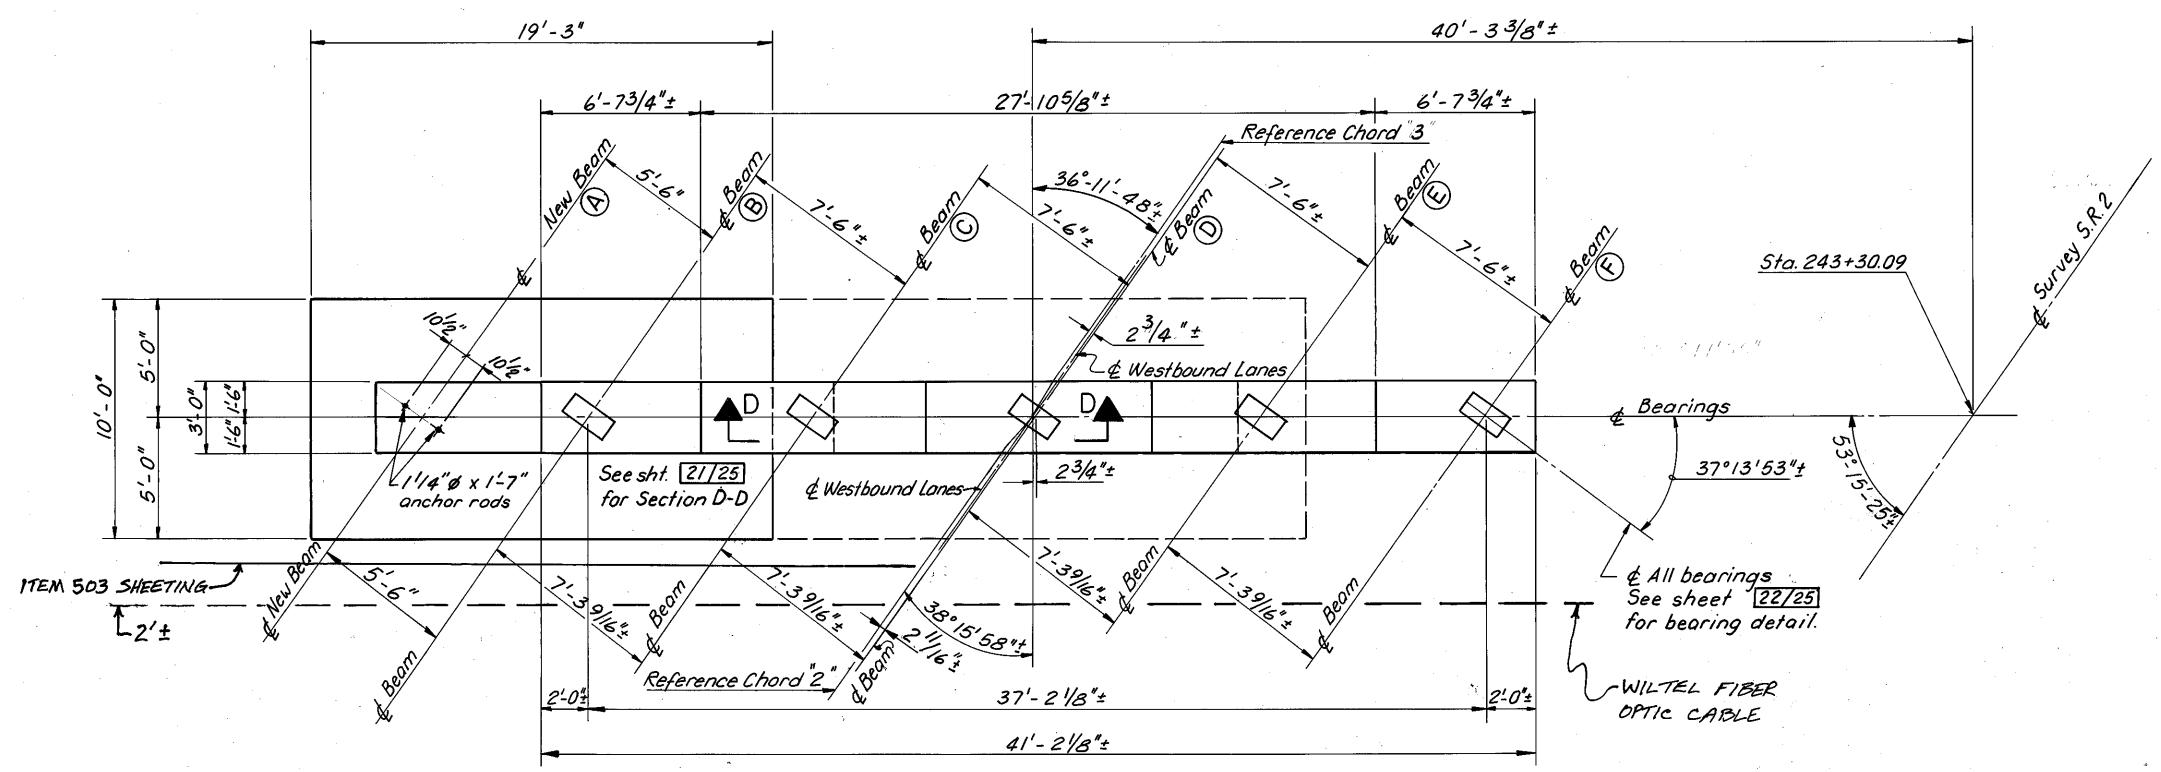 19'-3"
40'-3 3/8"±
6'-7 3/4"±
27'-10 5/8"±
6'-7 3/4"±
Reference Chord "3"
New Beam
A
5'-6"
℄ Beam
B
7'-6"±
℄ Beam
C
7'-6"±
36°-11'-48"±
℄ Beam
D
7'-6"±
℄ Beam
E
7'-6"±
℄ Beam
F
Sta. 243+30.09
℄ Survey S.R. 2
℄
10 1/2"
10 1/2"
2 3/4"±
℄ Westbound Lanes
10'-0"
5'-0"
5'-0"
3'-0"
1'-6"
1'-6"
D
D
℄ Bearings
1 1/4"ø x 1'-7"
anchor rods
See sht. 21/25
for Section D-D
℄ Westbound Lanes
2 3/4"±
37°13'53"±
53°-15'-25"±
ITEM 503 SHEETING
2'±
℄ New Beam
5'-6"
℄ Beam
7'-3 9/16"±
℄ Beam
7'-3 9/16"±
℄ Beam
2 11/16"±
38°15'58"±
7'-3 9/16"±
℄ Beam
7'-3 9/16"±
℄ Beam
Reference Chord "2"
℄ All bearings
See sheet 22/25
for bearing detail.
WILTEL FIBER
OPTIC CABLE
2'-0"±
37'-2 1/8"±
2'-0"±
41'-2 1/8"±